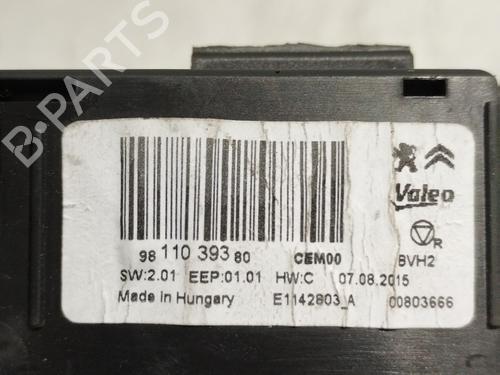 B-PARTS
Valeo
R
98 110 393 80 CEM00 BVH2
SW:2.01 EEP:01.01 HW:C 07.08.2015
Made in Hungary E1142803_A 00803666